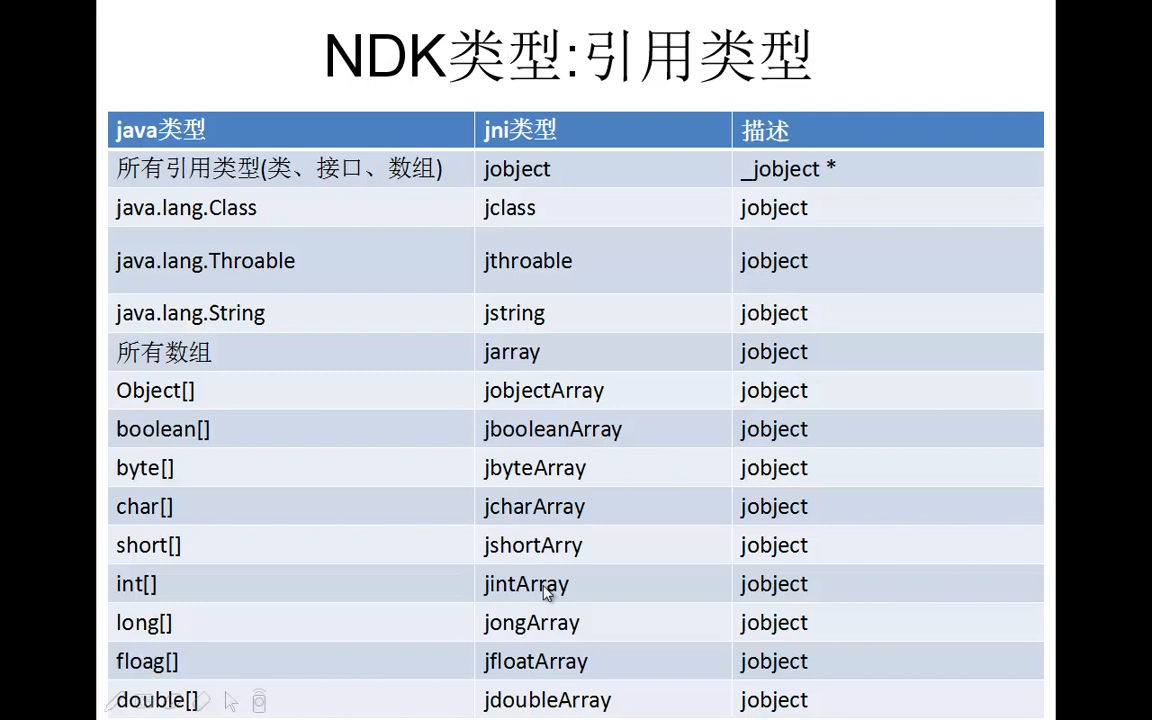 NDK类型:引用类型
java类型 jni类型 描述
所有引用类型(类、接口、数组) jobject _jobject *
java.lang.Class jclass jobject
java.lang.Throable jthroable jobject
java.lang.String jstring jobject
所有数组 jarray jobject
Object[] jobjectArray jobject
boolean[] jbooleanArray jobject
byte[] jbyteArray jobject
char[] jcharArray jobject
short[] jshortArry jobject
int[] jintArray jobject
long[] jongArray jobject
floag[] jfloatArray jobject
double[] jdoubleArray jobject